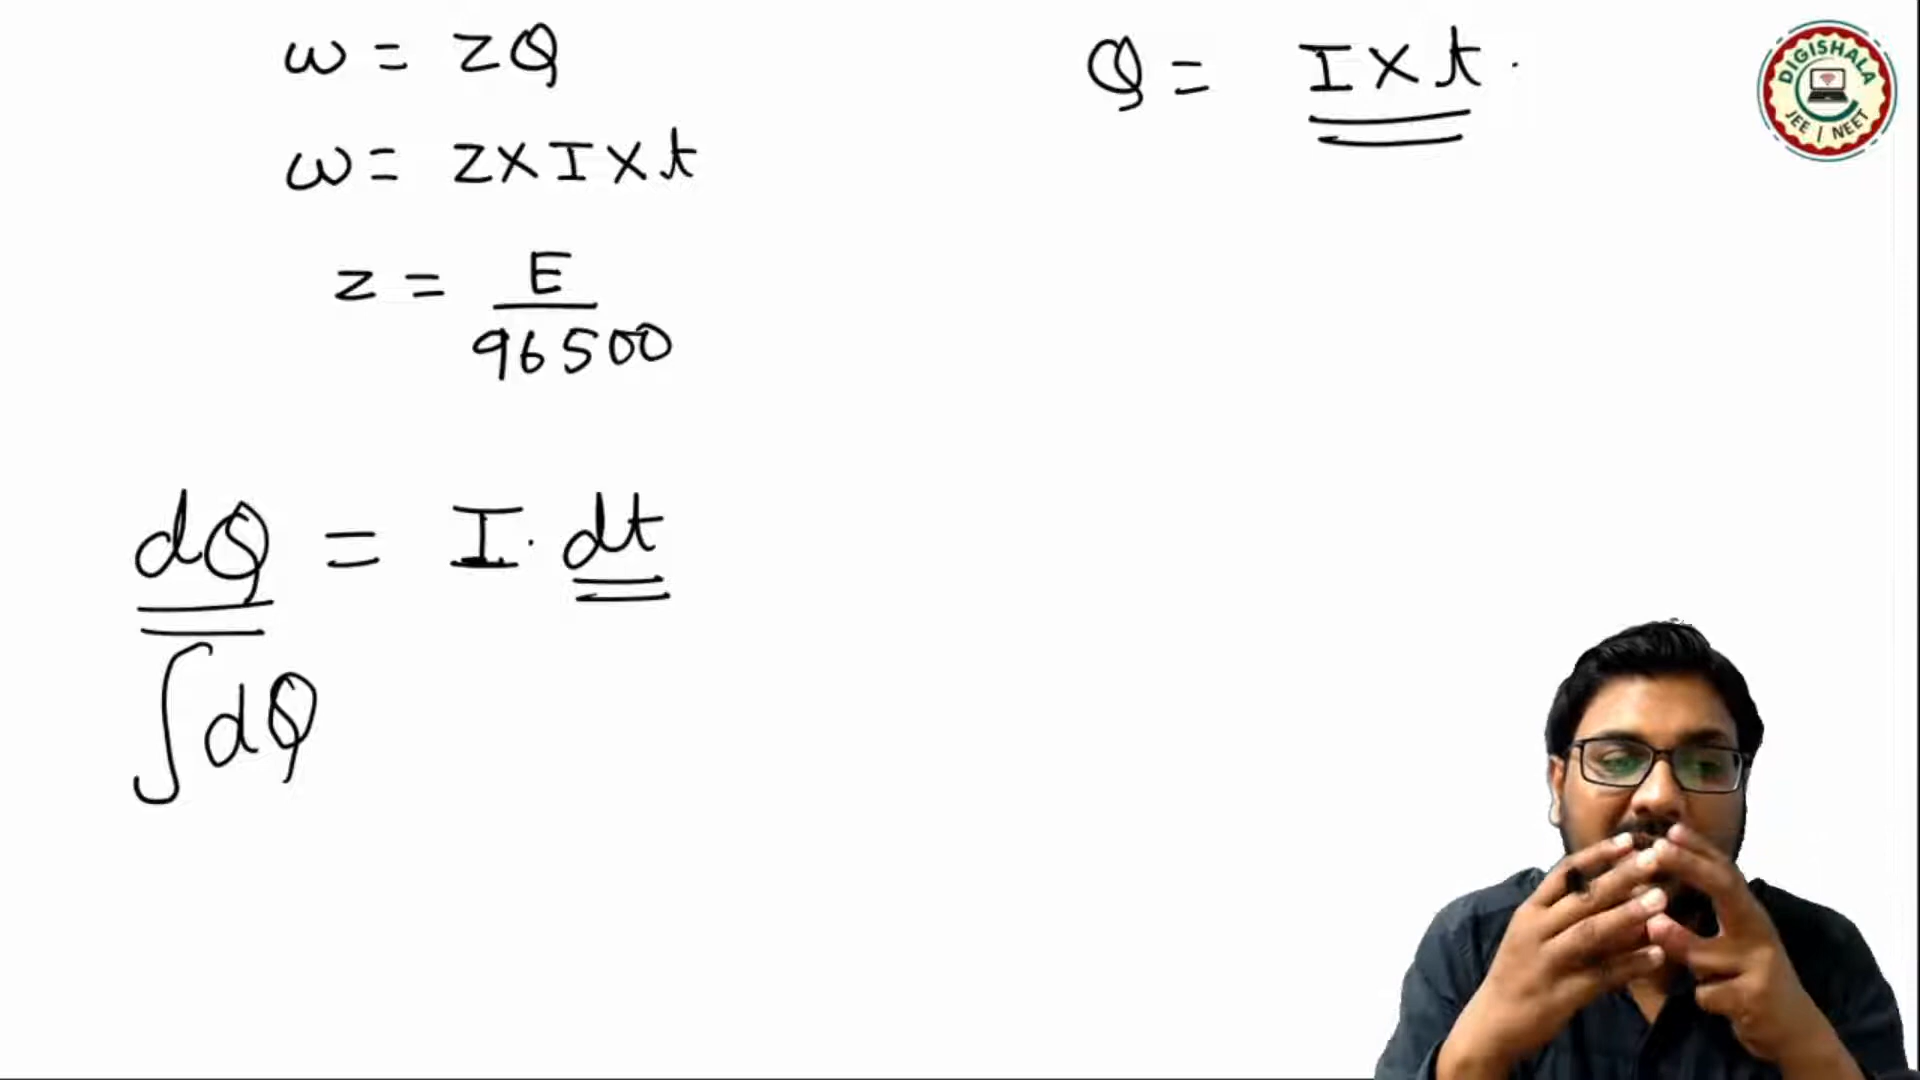 w = ZQ
w = Z×I×t
Z = E
96500
dQ = I. dt
∫dQ
Q = I×t.
DIGISHALA
JEE | NEET